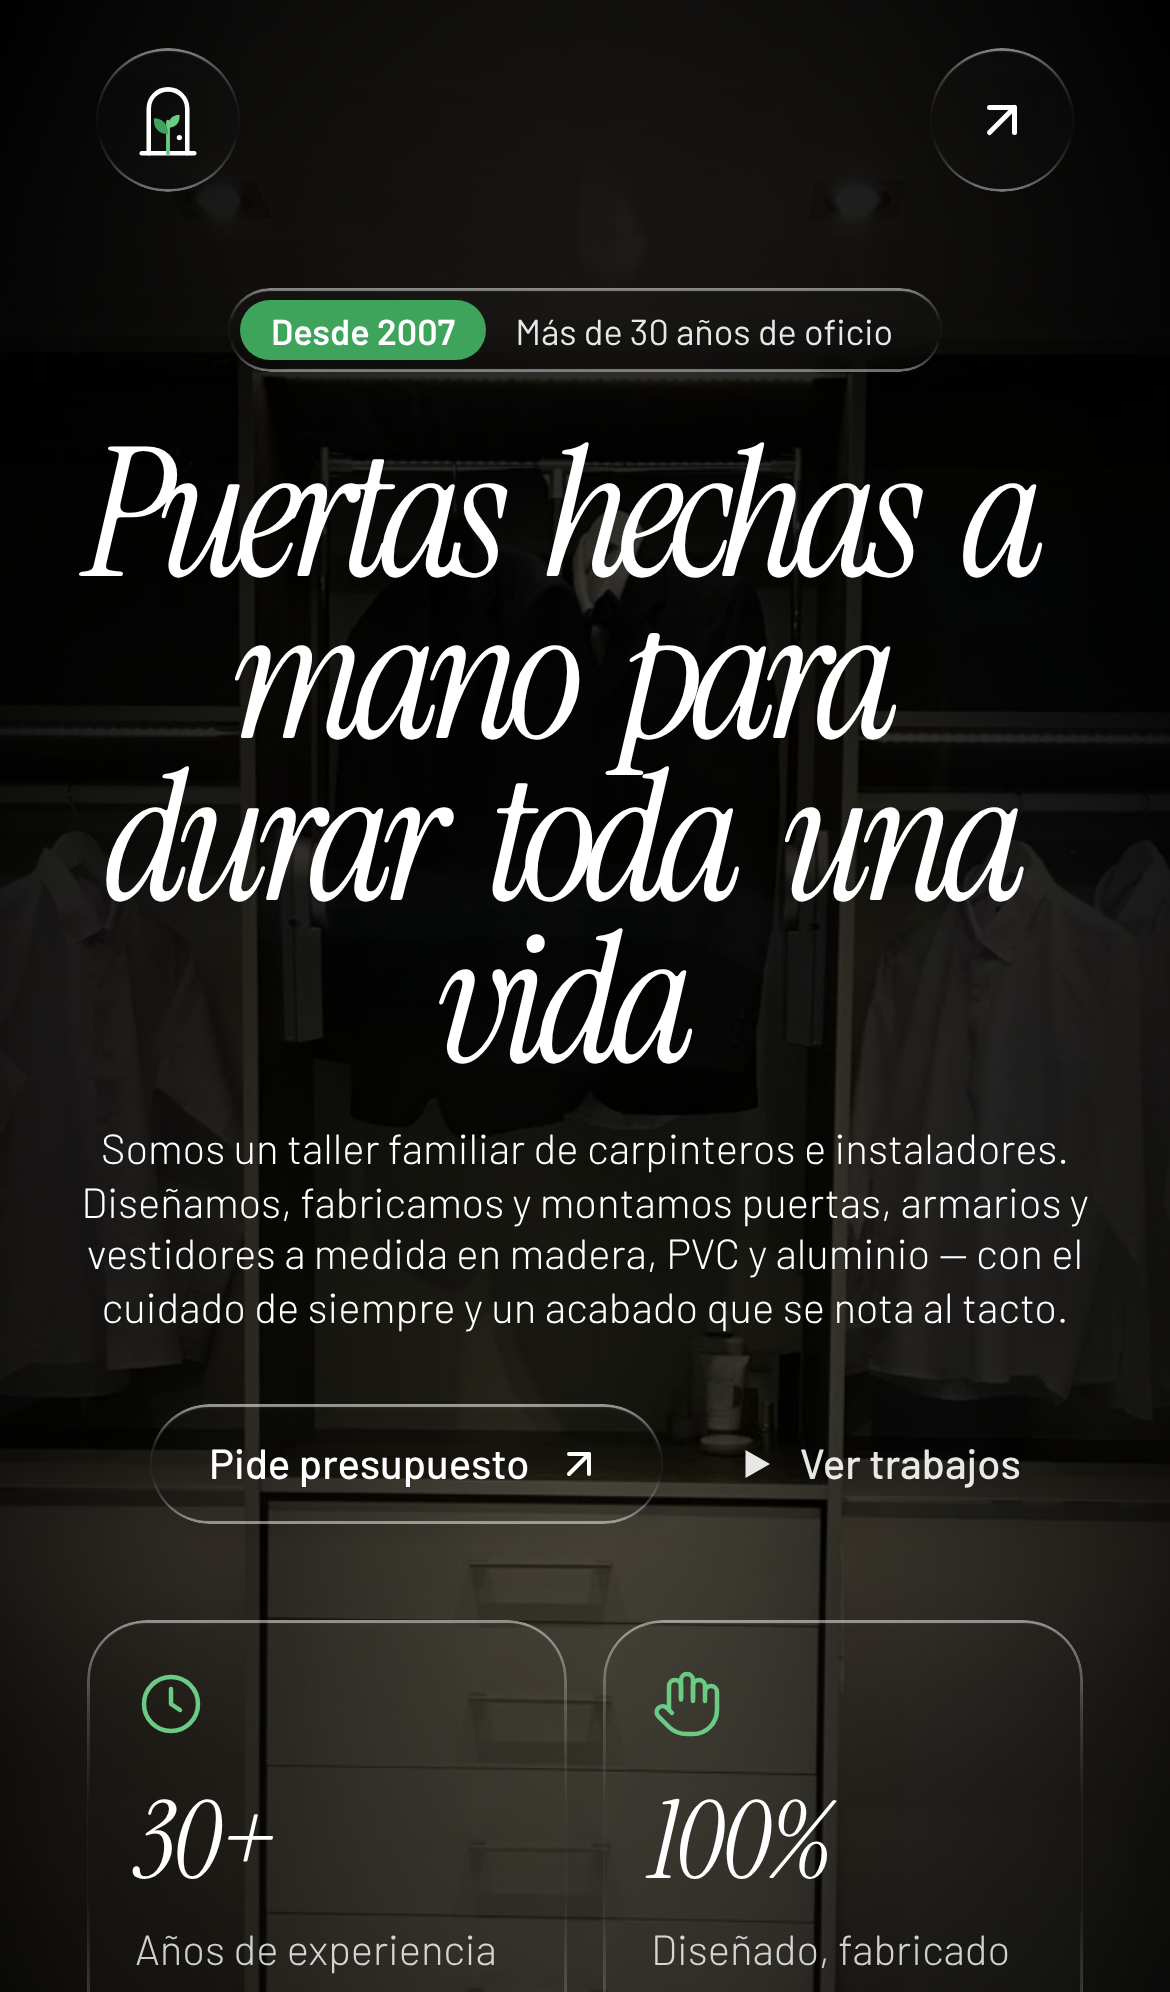 Desde 2007 Más de 30 años de oficio
Puertas hechas a
mano para
durar toda una
vida
Somos un taller familiar de carpinteros e instaladores.
Diseñamos, fabricamos y montamos puertas, armarios y
vestidores a medida en madera, PVC y aluminio — con el
cuidado de siempre y un acabado que se nota al tacto.
Pide presupuesto
Ver trabajos
30+
Años de experiencia
100%
Diseñado, fabricado